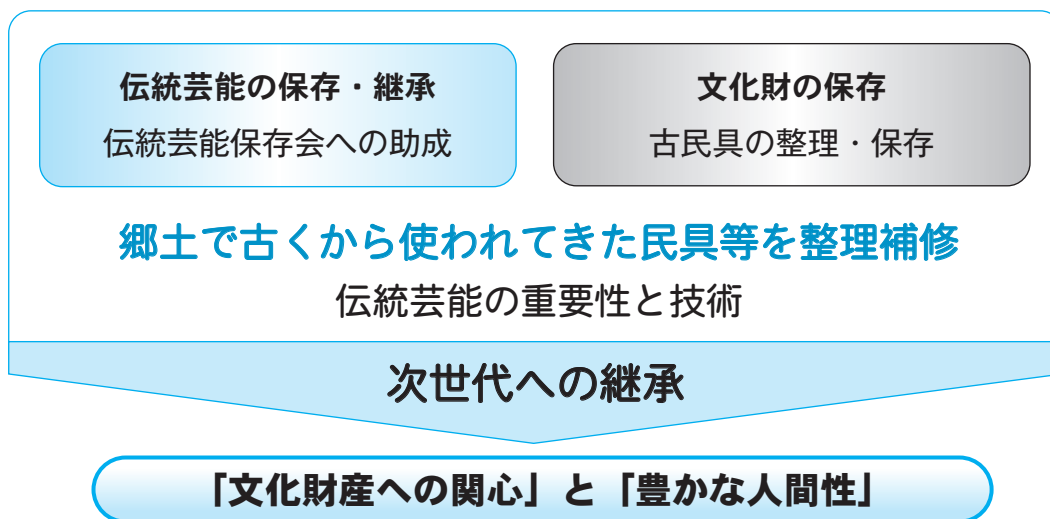 伝統芸能の保存・継承
伝統芸能保存会への助成
文化財の保存
古民具の整理・保存
郷土で古くから使われてきた民具等を整理補修
伝統芸能の重要性と技術
次世代への継承
「文化財産への関心」と「豊かな人間性」